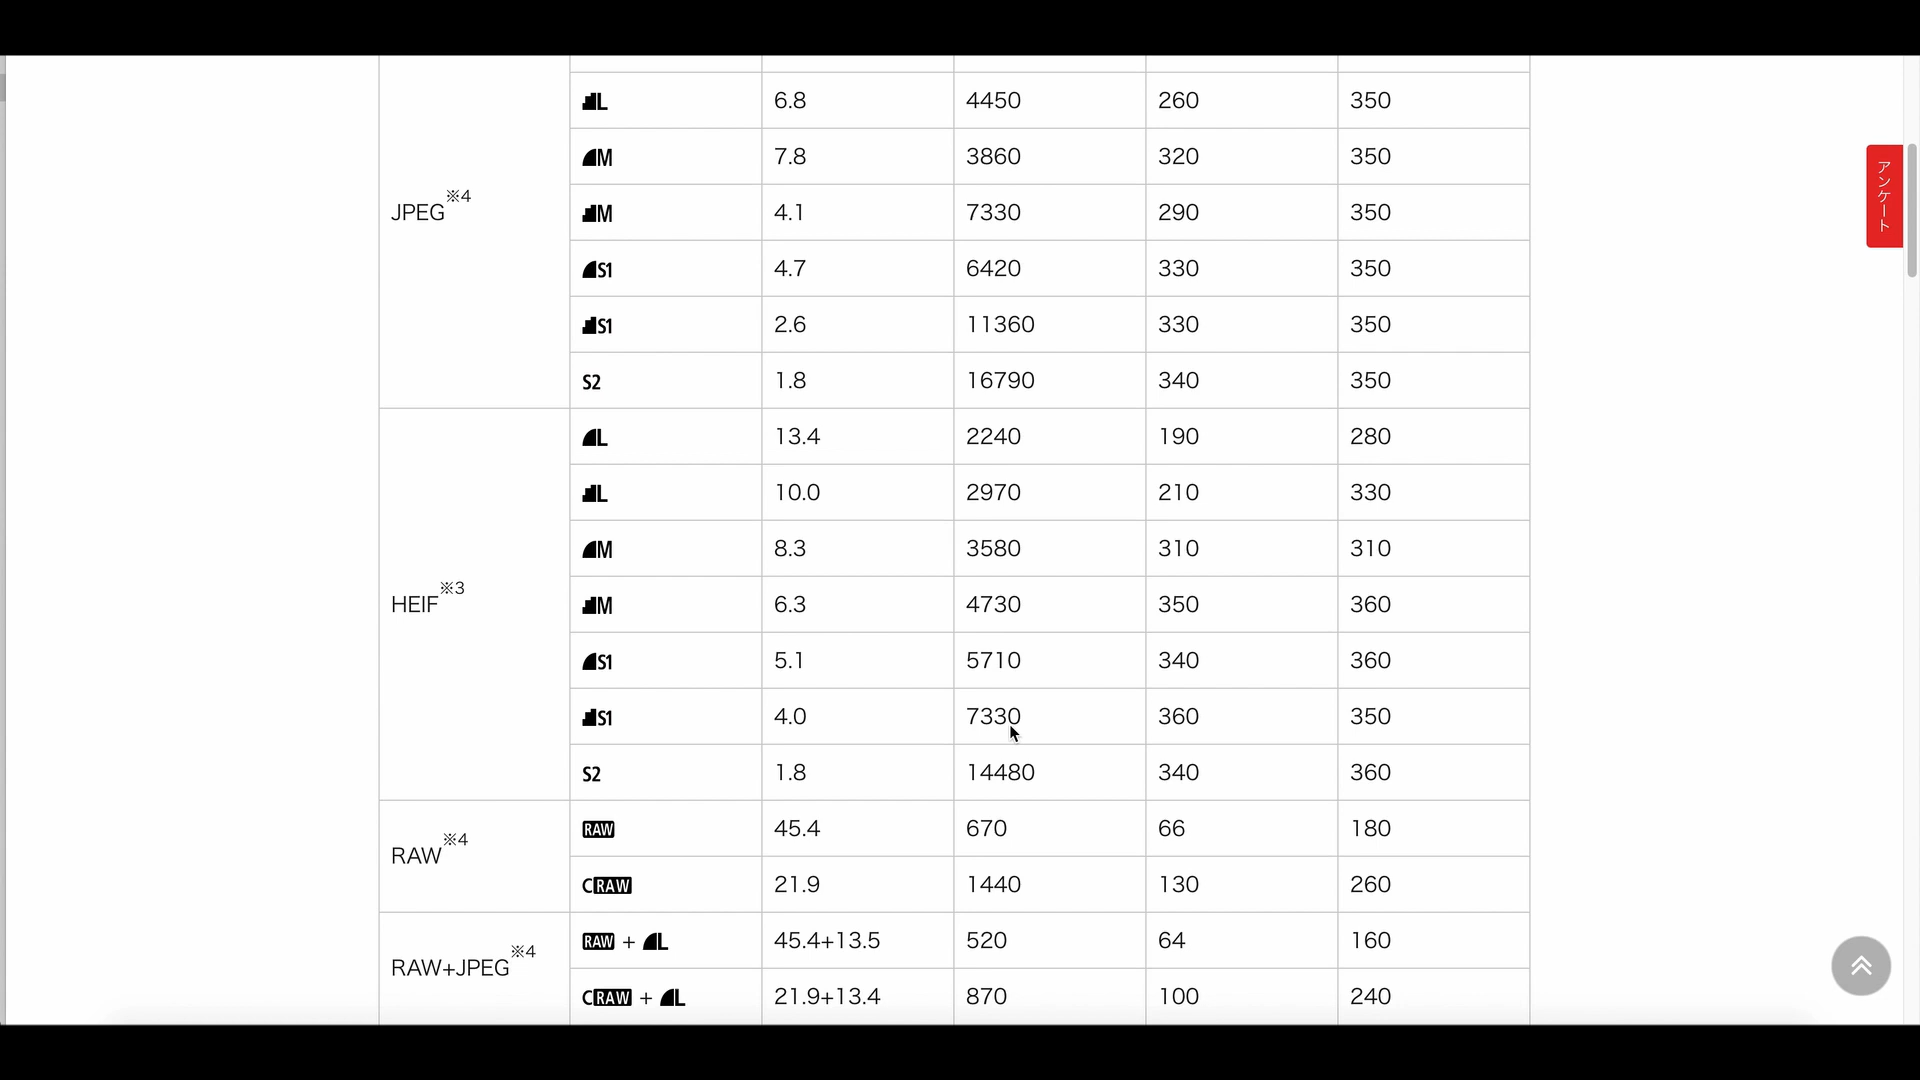 L 6.8 4450 260 350
M 7.8 3860 320 350
JPEG※4 M 4.1 7330 290 350
S1 4.7 6420 330 350
S1 2.6 11360 330 350
S2 1.8 16790 340 350
L 13.4 2240 190 280
L 10.0 2970 210 330
M 8.3 3580 310 310
HEIF※3 M 6.3 4730 350 360
S1 5.1 5710 340 360
S1 4.0 7330 360 350
S2 1.8 14480 340 360
RAW※4 RAW 45.4 670 66 180
CRAW 21.9 1440 130 260
RAW+JPEG※4 RAW + L 45.4+13.5 520 64 160
CRAW + L 21.9+13.4 870 100 240
アンケート